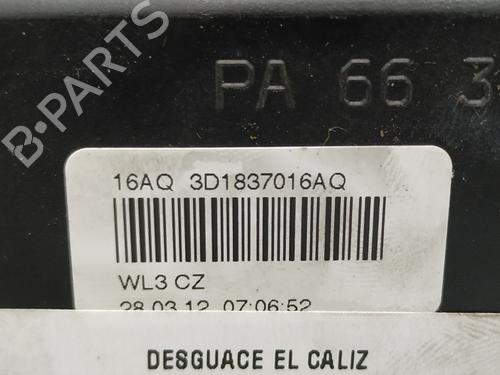 B-PARTS
PA 66 3
16AQ 3D1837016AQ
WL3 CZ
28.03.12 07:06:52
DESGUACE EL CALIZ